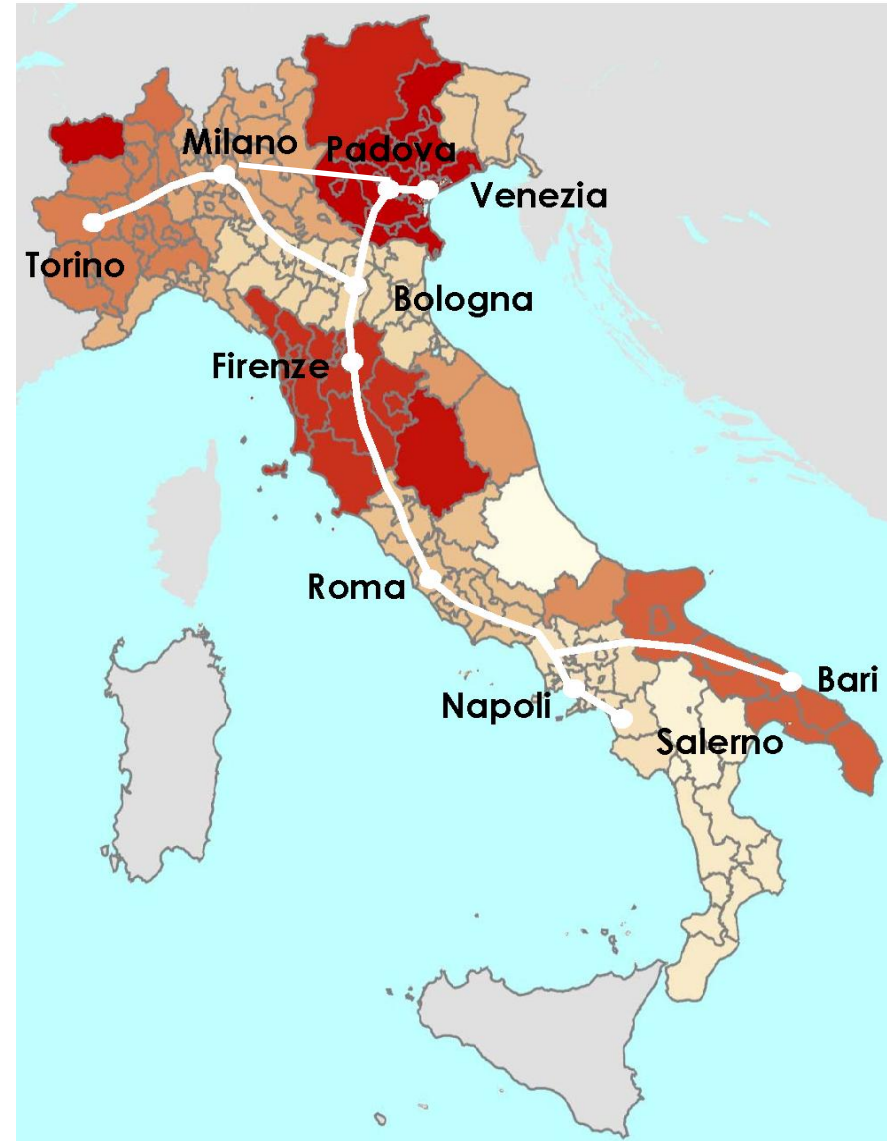 Milano
Padova
Venezia
Torino
Bologna
Firenze
Roma
Bari
Napoli
Salerno